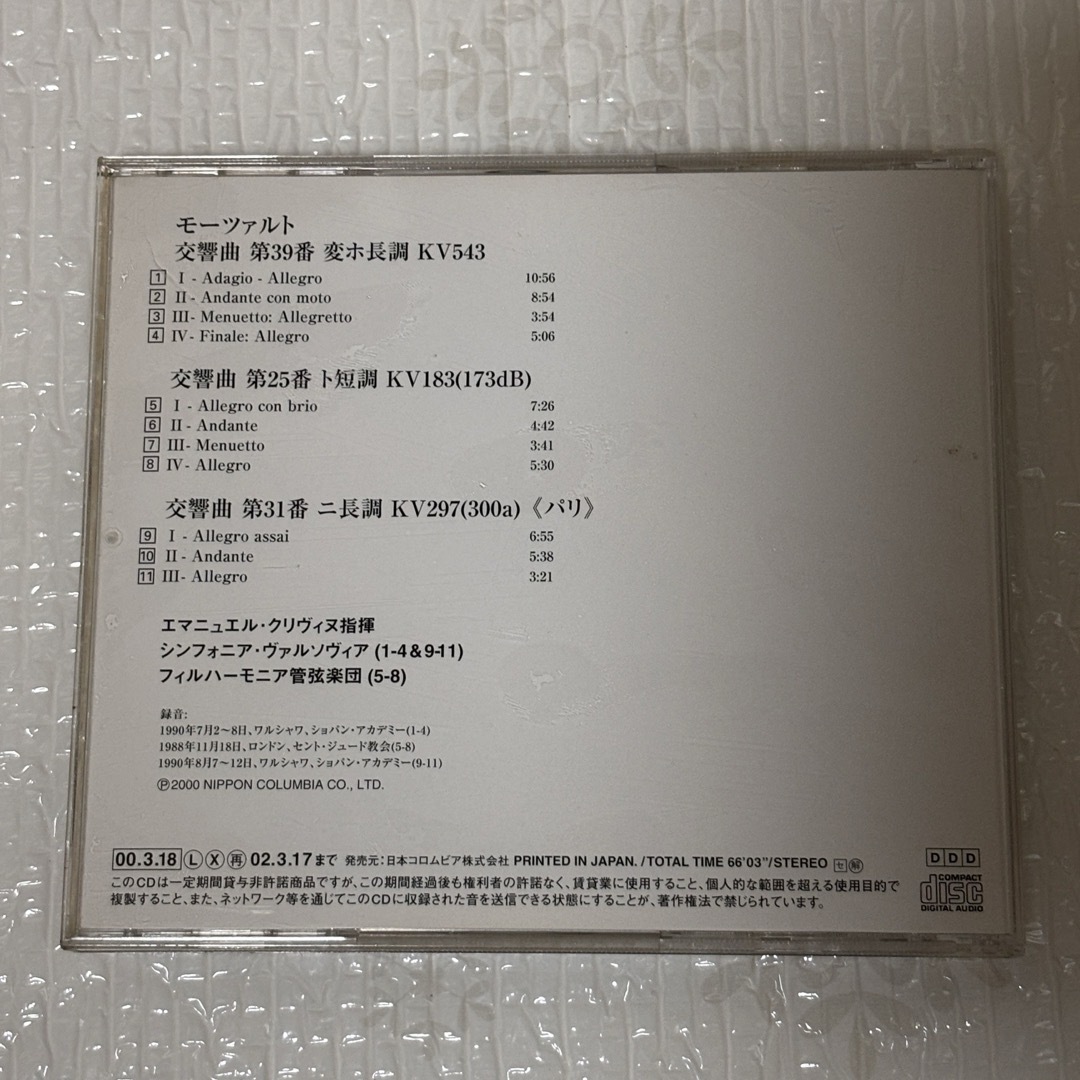 モーツァルト
交響曲 第39番 変ホ長調 KV543
1 I - Adagio - Allegro 10:56
2 II - Andante con moto 8:54
3 III- Menuetto: Allegretto 3:54
4 IV- Finale: Allegro 5:06
交響曲 第25番 ト短調 KV183(173dB)
5 I - Allegro con brio 7:26
6 II - Andante 4:42
7 III- Menuetto 3:41
8 IV- Allegro 5:30
交響曲 第31番 ニ長調 KV297(300a)《パリ》
9 I - Allegro assai 6:55
10 II - Andante 5:38
11 III- Allegro 3:21
エマニュエル・クリヴィヌ指揮
シンフォニア・ヴァルソヴィア (1-4&9-11)
フィルハーモニア管弦楽団 (5-8)
録音:
1990年7月2〜8日、ワルシャワ、ショパン・アカデミー(1-4)
1988年11月18日、ロンドン、セント・ジュード教会(5-8)
1990年8月7〜12日、ワルシャワ、ショパン・アカデミー(9-11)
Ⓟ2000 NIPPON COLUMBIA CO., LTD.
00.3.18 Ⓛ Ⓧ ㊢ 02.3.17まで 発売元:日本コロムビア株式会社 PRINTED IN JAPAN. /TOTAL TIME 66'03"/STEREO セ 解 DDD
このCDは一定期間貸与非許諾商品ですが、この期間経過後も権利者の許諾なく、賃貸業に使用すること、個人的な範囲を超える使用目的で
複製すること、また、ネットワーク等を通じてこのCDに収録された音を送信できる状態にすることが、著作権法で禁じられています。
COMPACT
disc
DIGITAL AUDIO